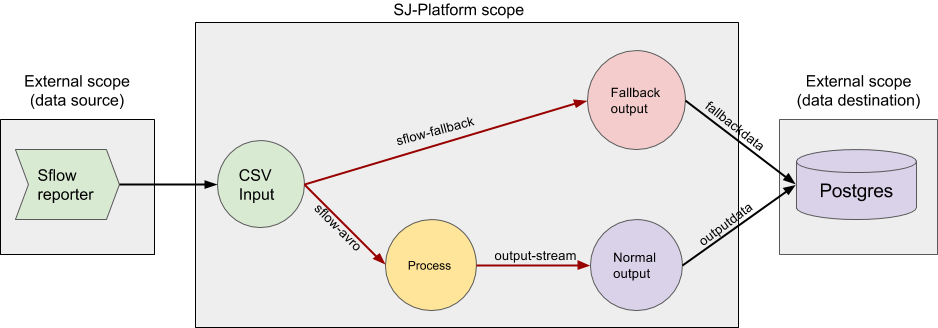 SJ-Platform scope
External scope
(data source)
Sflow
reporter
CSV
Input
sflow-fallback
sflow-avro
Fallback
output
Process
output-stream
Normal
output
fallbackdata
outputdata
External scope
(data destination)
Postgres